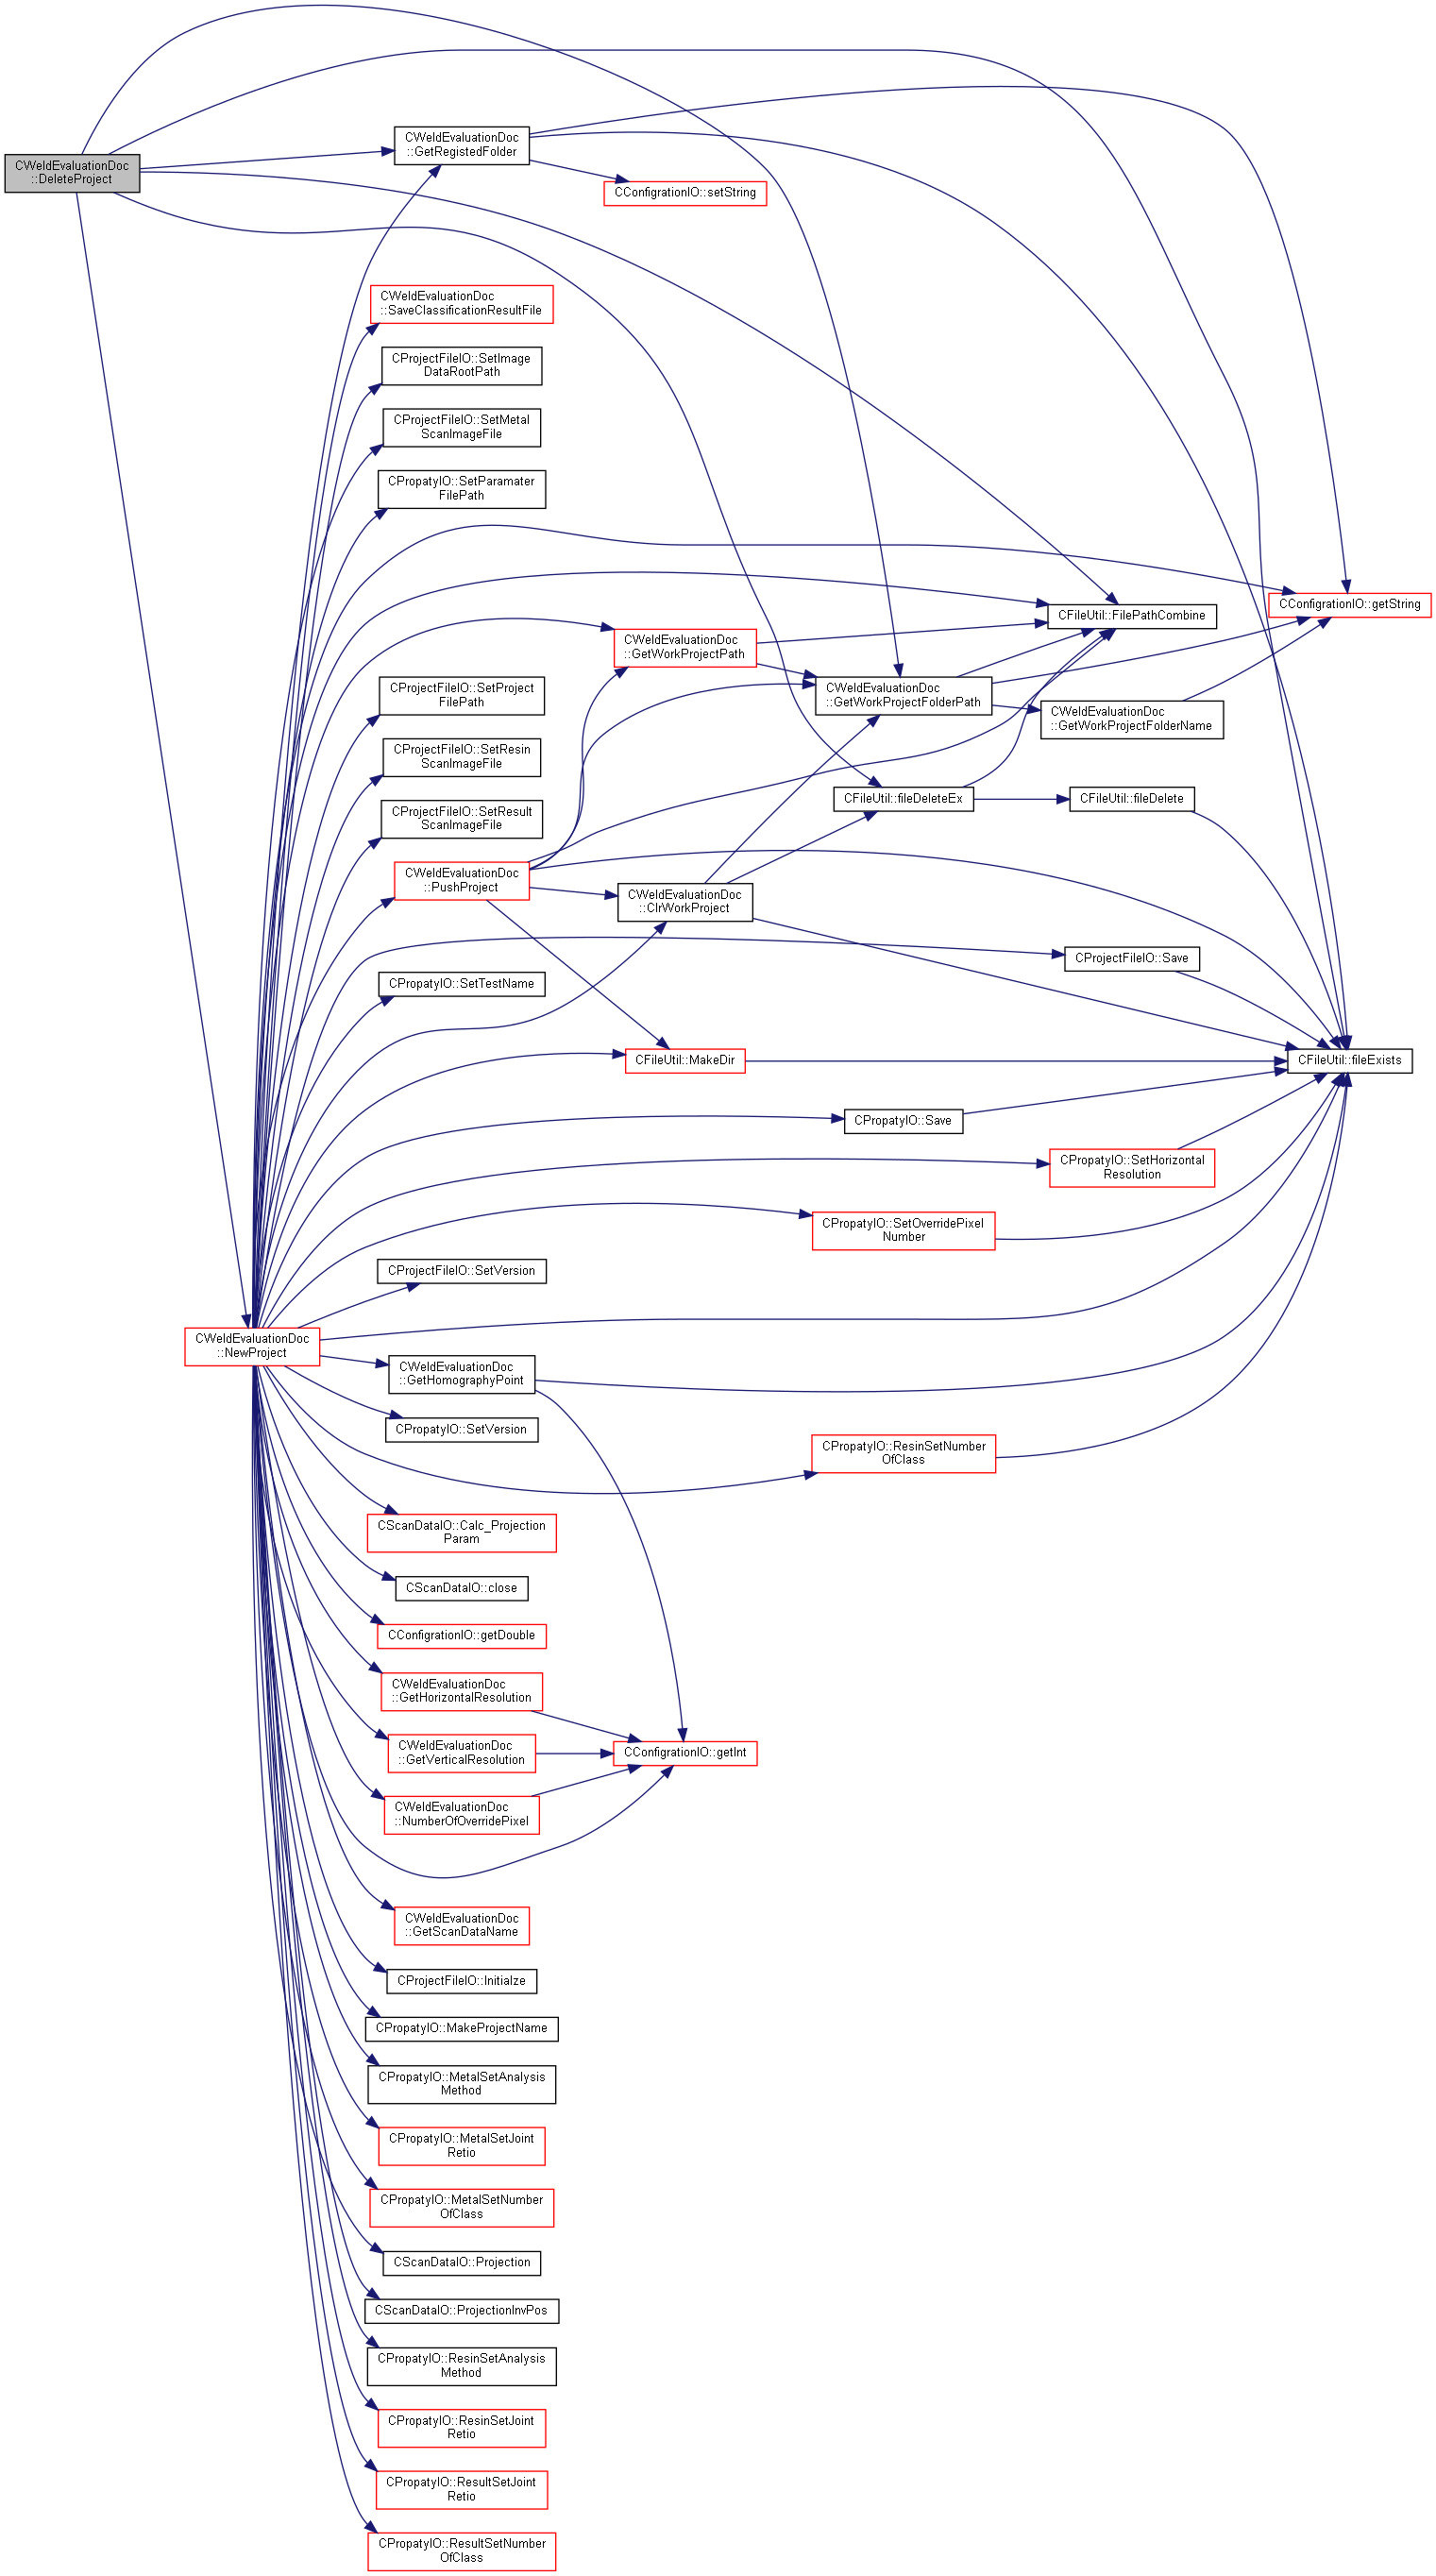 CWeldEvaluationDoc
::DeleteProject
CWeldEvaluationDoc
::GetRegistedFolder
CConfigrationIO::setString
CWeldEvaluationDoc
::SaveClassificationResultFile
CProjectFileIO::SetImage
DataRootPath
CProjectFileIO::SetMetal
ScanImageFile
CPropatyIO::SetParamater
FilePath
CConfigrationIO::getString
CFileUtil::FilePathCombine
CWeldEvaluationDoc
::GetWorkProjectPath
CProjectFileIO::SetProject
FilePath
CWeldEvaluationDoc
::GetWorkProjectFolderPath
CWeldEvaluationDoc
::GetWorkProjectFolderName
CProjectFileIO::SetResin
ScanImageFile
CFileUtil::fileDeleteEx
CFileUtil::fileDelete
CProjectFileIO::SetResult
ScanImageFile
CWeldEvaluationDoc
::PushProject
CWeldEvaluationDoc
::ClrWorkProject
CProjectFileIO::Save
CPropatyIO::SetTestName
CFileUtil::MakeDir
CFileUtil::fileExists
CPropatyIO::Save
CPropatyIO::SetHorizontal
Resolution
CPropatyIO::SetOverridePixel
Number
CProjectFileIO::SetVersion
CWeldEvaluationDoc
::NewProject
CWeldEvaluationDoc
::GetHomographyPoint
CPropatyIO::SetVersion
CPropatyIO::ResinSetNumber
OfClass
CScanDataIO::Calc_Projection
Param
CScanDataIO::close
CConfigrationIO::getDouble
CWeldEvaluationDoc
::GetHorizontalResolution
CWeldEvaluationDoc
::GetVerticalResolution
CConfigrationIO::getInt
CWeldEvaluationDoc
::NumberOfOverridePixel
CWeldEvaluationDoc
::GetScanDataName
CProjectFileIO::Initialze
CPropatyIO::MakeProjectName
CPropatyIO::MetalSetAnalysis
Method
CPropatyIO::MetalSetJoint
Retio
CPropatyIO::MetalSetNumber
OfClass
CScanDataIO::Projection
CScanDataIO::ProjectionInvPos
CPropatyIO::ResinSetAnalysis
Method
CPropatyIO::ResinSetJoint
Retio
CPropatyIO::ResultSetJoint
Retio
CPropatyIO::ResultSetNumber
OfClass